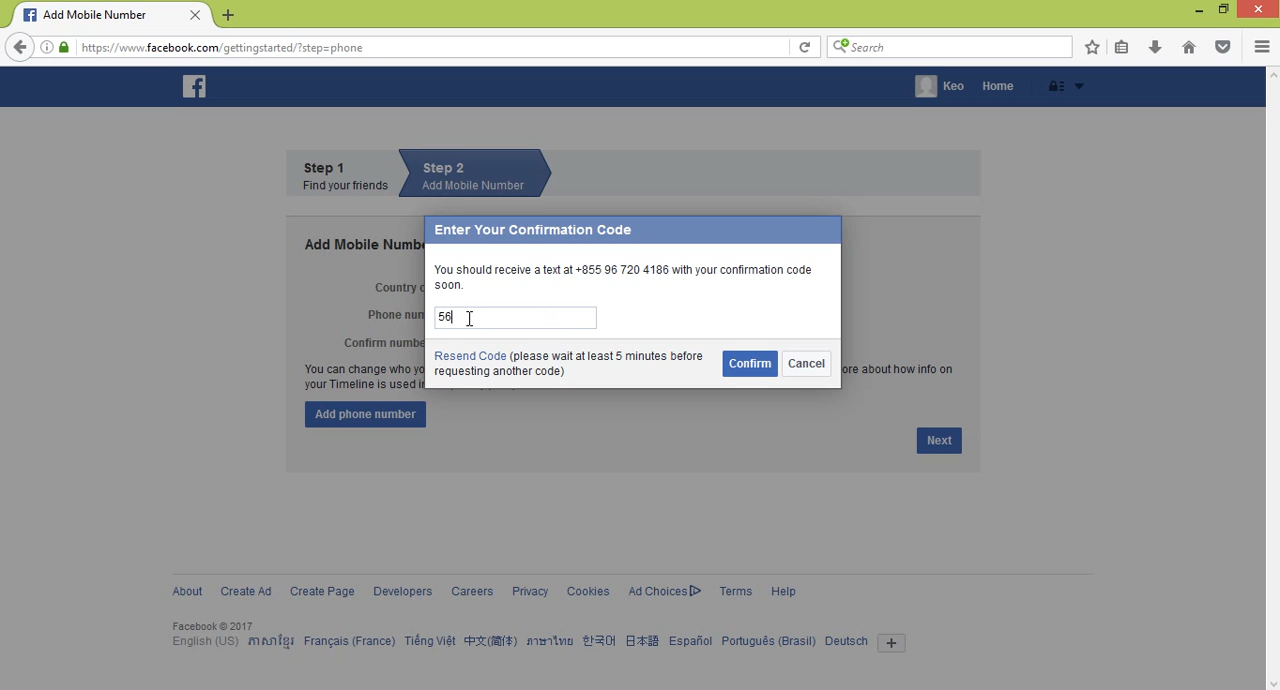 Add Mobile Number
https://www.facebook.com/gettingstarted/?step=phone
Search
Keo
Home
Step 1
Find your friends
Step 2
Add Mobile Number
Enter Your Confirmation Code
You should receive a text at +855 96 720 4186 with your confirmation code
soon.
56
Resend Code (please wait at least 5 minutes before
requesting another code)
Confirm
Cancel
Add Mobile Numbe
Country c
Phone nun
Confirm numbe
You can change who yo
ore about how info on
your Timeline is used i
Add phone number
Next
About Create Ad Create Page Developers Careers Privacy Cookies Ad Choices Terms Help
Facebook © 2017
English (US) ភាសាខ្មែរ Français (France) Tiếng Việt 中文(简体) ภาษาไทย 한국어 日本語 Español Português (Brasil) Deutsch